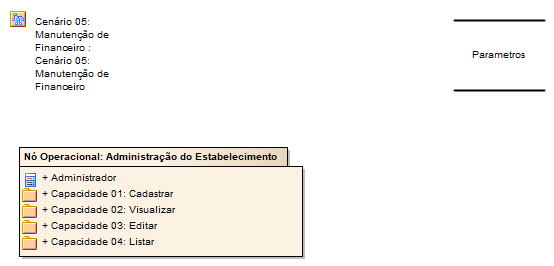 Cenário 05:
Manutenção de
Financeiro :
Cenário 05:
Manutenção de
Financeiro
Parametros
Nó Operacional: Administração do Estabelecimento
+ Administrador
+ Capacidade 01: Cadastrar
+ Capacidade 02: Visualizar
+ Capacidade 03: Editar
+ Capacidade 04: Listar